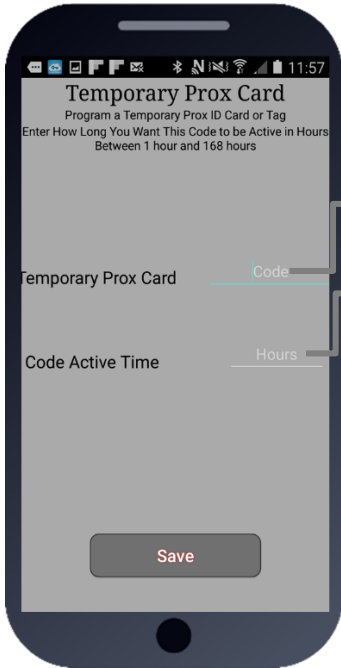 11:57
Temporary Prox Card
Program a Temporary Prox ID Card or Tag
Enter How Long You Want This Code to be Active in Hours
Between 1 hour and 168 hours
Temporary Prox Card Code
Code Active Time Hours
Save